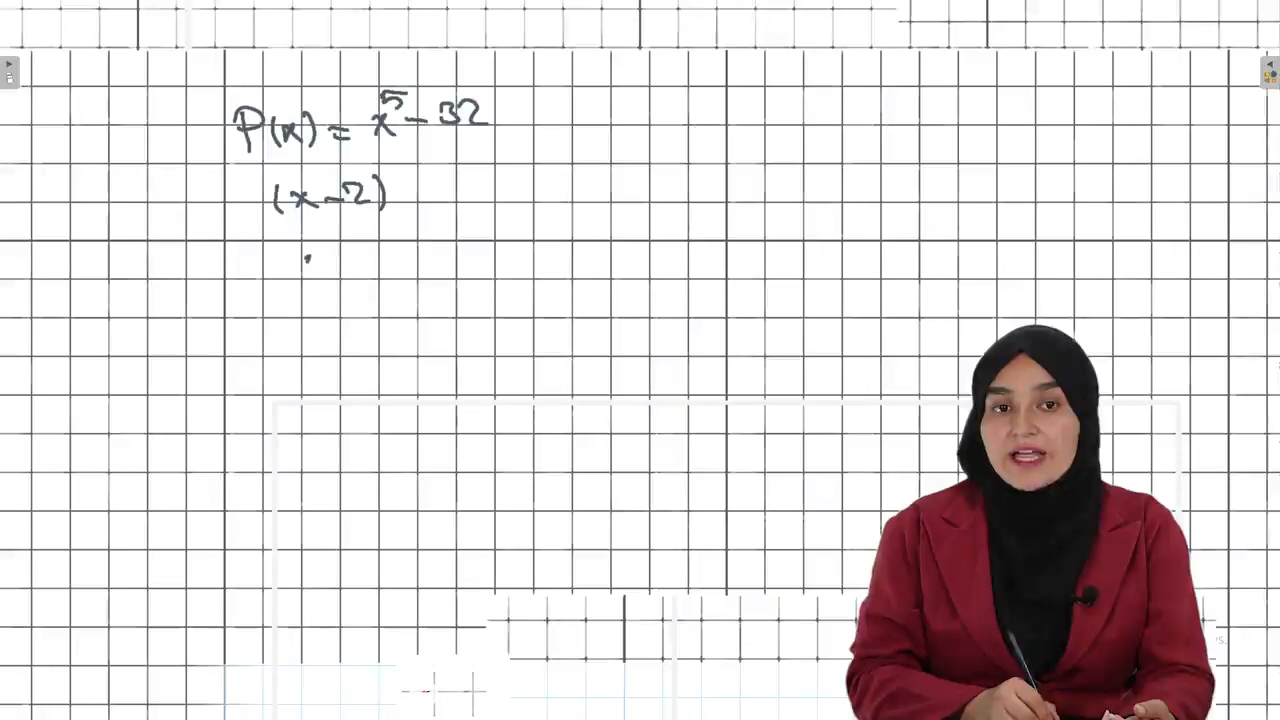 P(x) = x⁵ - 32
(x - 2)